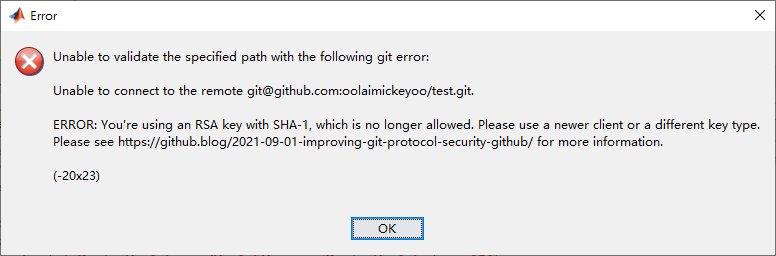 Error
Unable to validate the specified path with the following git error:
Unable to connect to the remote git@github.com:oolaimickeyoo/test.git.
ERROR: You're using an RSA key with SHA-1, which is no longer allowed. Please use a newer client or a different key type.
Please see https://github.blog/2021-09-01-improving-git-protocol-security-github/ for more information.
(-20x23)
OK